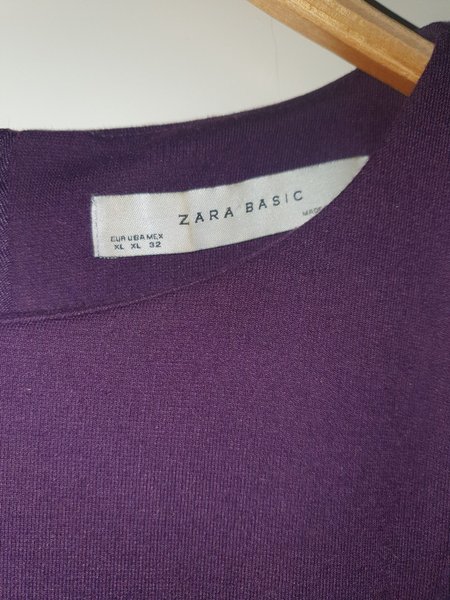 ZARA BASIC
EUR USA MEX
XL XL 32